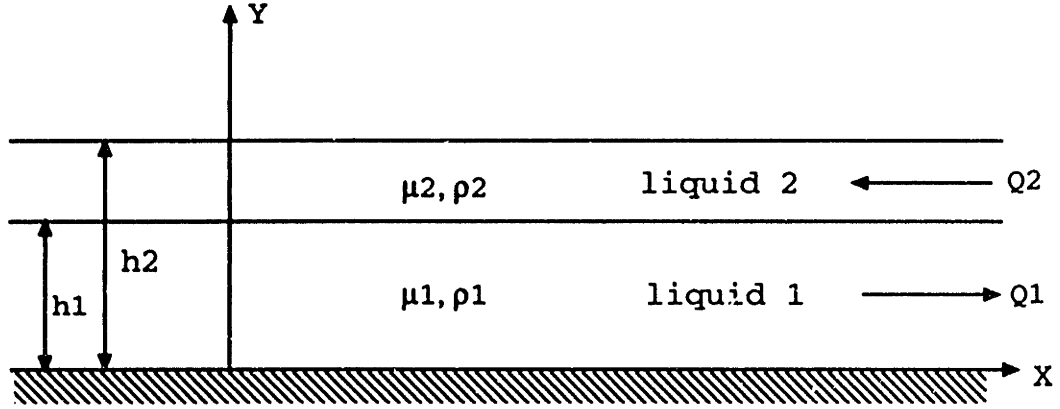 Y
μ2,ρ2 liquid 2 Q2
h2
h1 μ1,ρ1 liquid 1 Q1
X